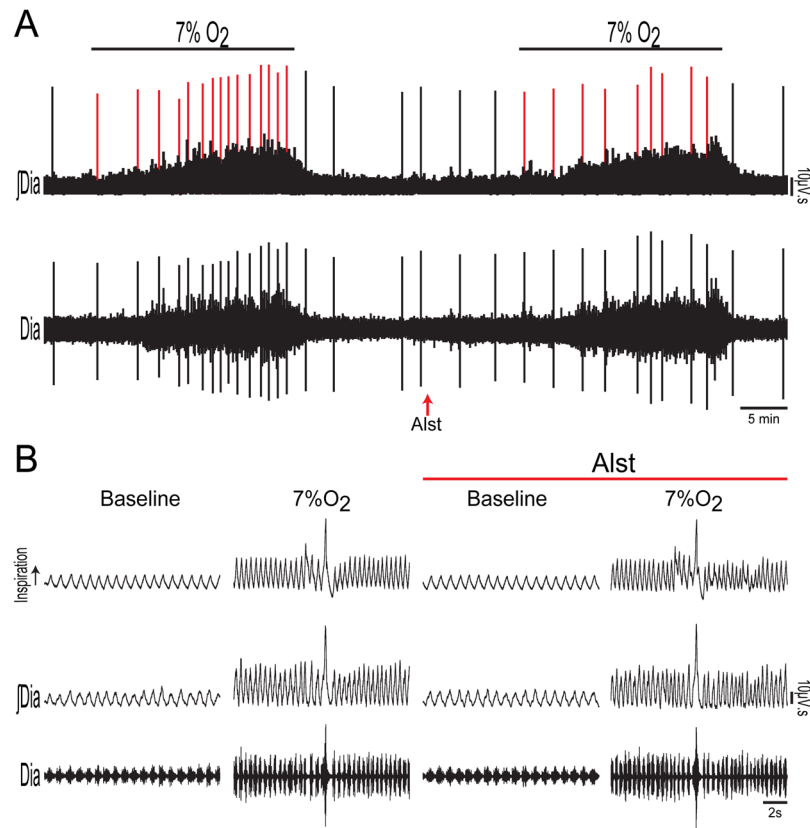 A
7% O₂ 7% O₂
∫Dia
10µV.s
Dia
5 min
Alst
B
Alst
Baseline 7%O₂ Baseline 7%O₂
Inspiration →
∫Dia
10µV.s
Dia
2s